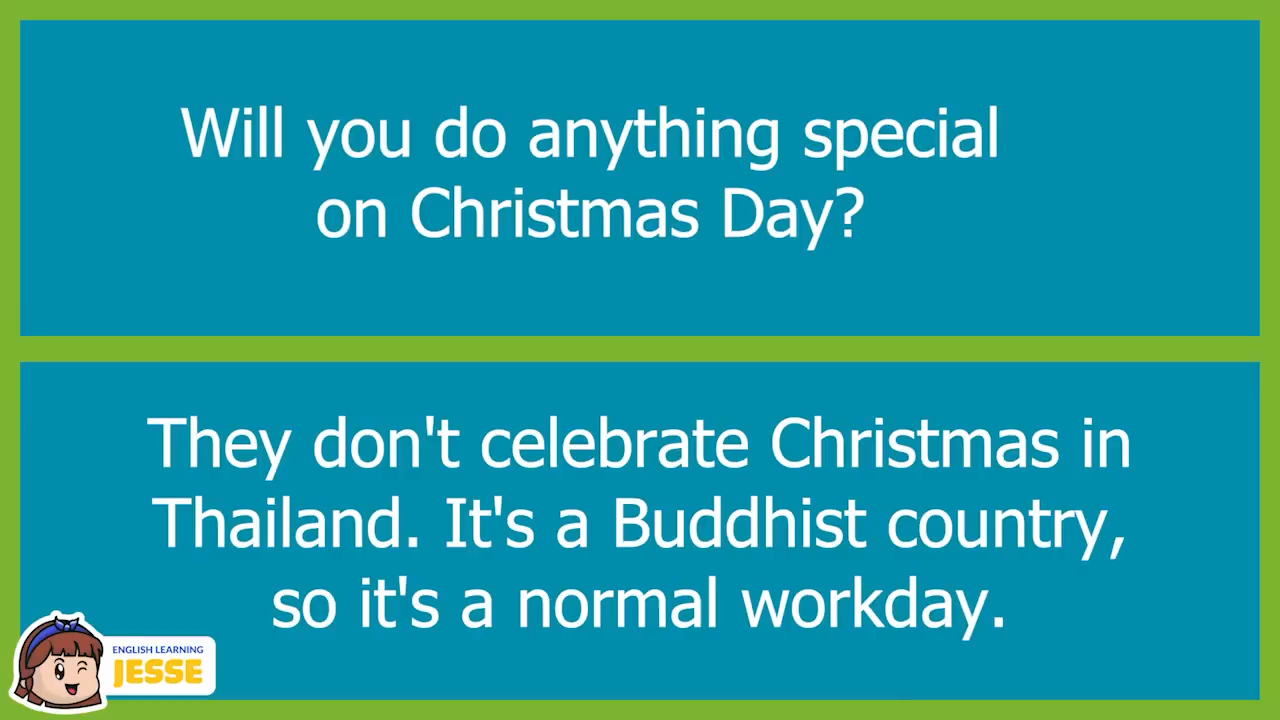 Will you do anything special
on Christmas Day?
They don't celebrate Christmas in
Thailand. It's a Buddhist country,
so it's a normal workday.
ENGLISH LEARNING
JESSE